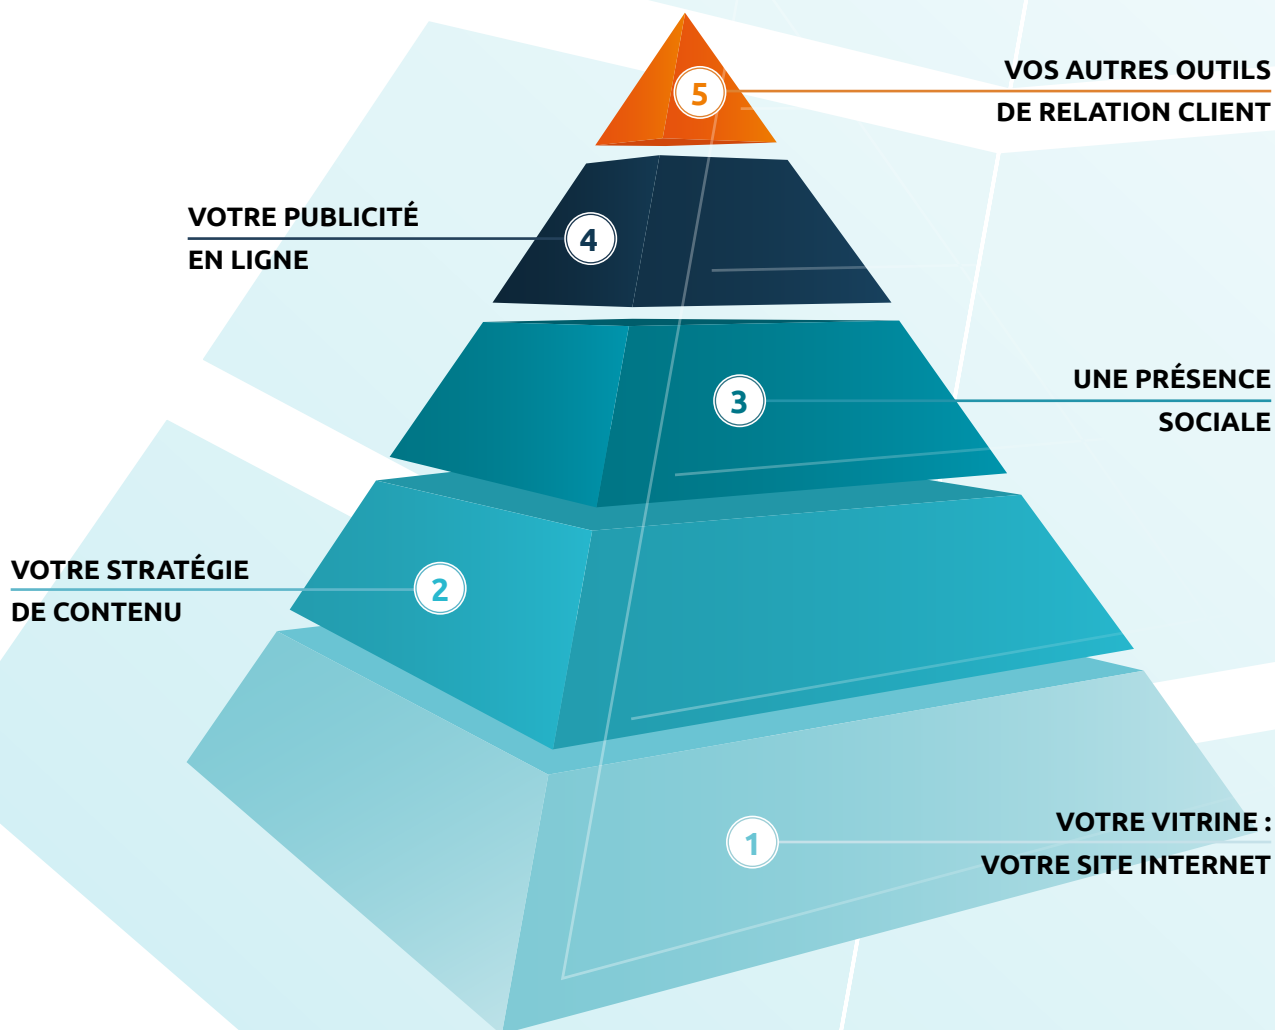 5
VOS AUTRES OUTILS
DE RELATION CLIENT
VOTRE PUBLICITÉ
EN LIGNE
4
3
UNE PRÉSENCE
SOCIALE
VOTRE STRATÉGIE
DE CONTENU
2
1
VOTRE VITRINE :
VOTRE SITE INTERNET